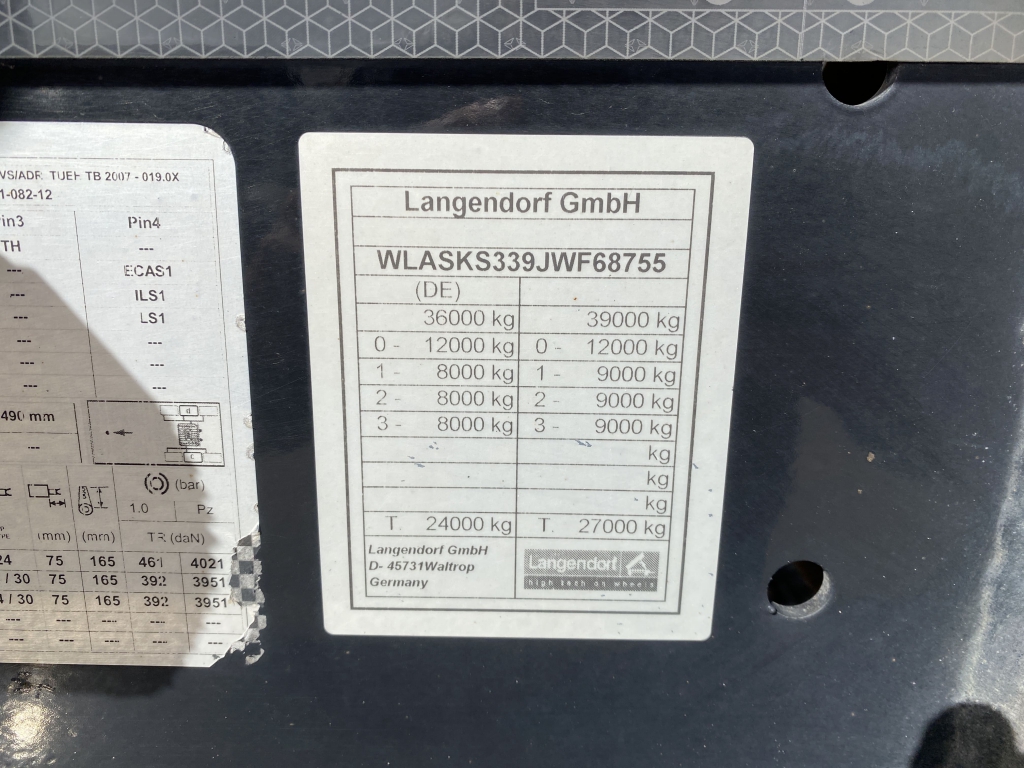 VS/ADR: TUEH TB 2007 - 019.0X
1-082-12
Pin3 Pin4
TH ---
--- ECAS1
--- ILS1
--- LS1
--- ---
--- ---
--- ---
490 mm
---
(bar)
1.0 Pz
(mm) (mm) TR (daN)
24 75 165 461 4021
/ 30 75 165 392 3951
4 / 30 75 165 392 3951
--- --- --- --- ---
--- --- --- --- ---
Langendorf GmbH
WLASKS339JWF68755
(DE)
36000 kg 39000 kg
0 - 12000 kg 0 - 12000 kg
1 - 8000 kg 1 - 9000 kg
2 - 8000 kg 2 - 9000 kg
3 - 8000 kg 3 - 9000 kg
kg
kg
kg
T. 24000 kg T. 27000 kg
Langendorf GmbH
D- 45731Waltrop
Germany
Langendorf
high tech on wheels